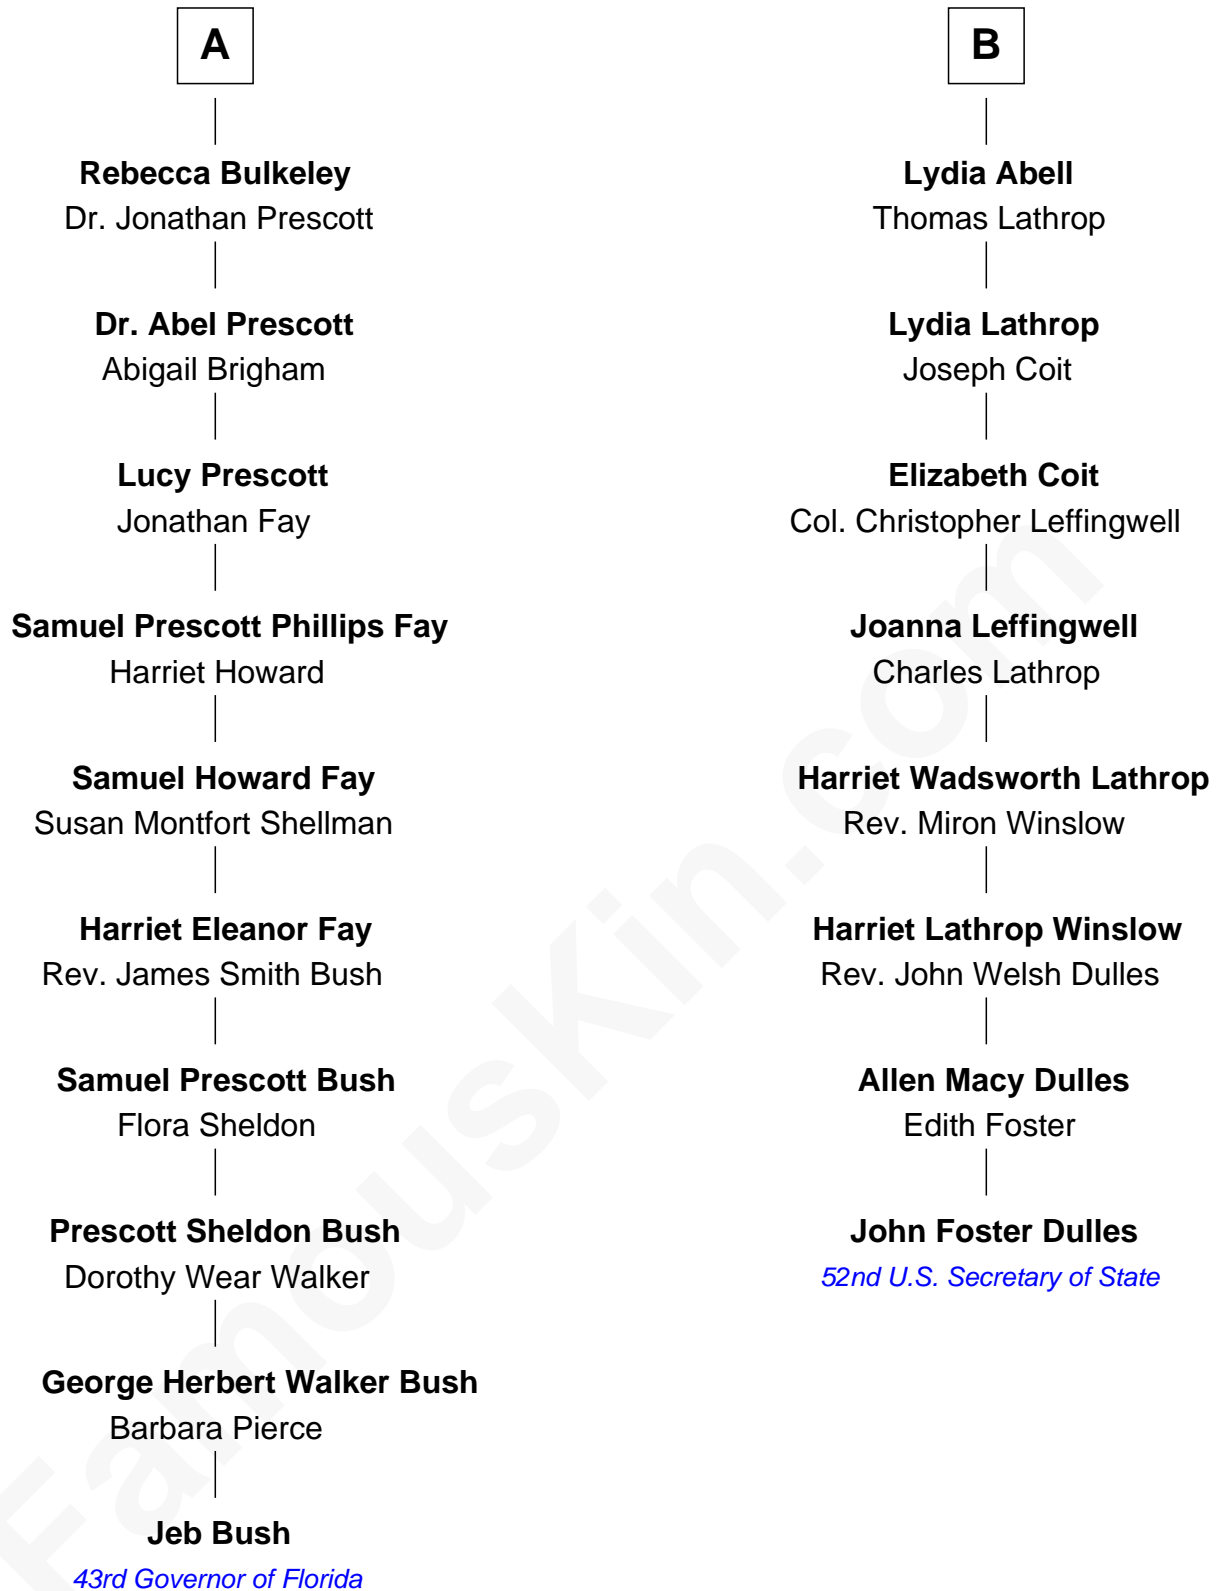 A
Rebecca Bulkeley
Dr. Jonathan Prescott
Dr. Abel Prescott
Abigail Brigham
Lucy Prescott
Jonathan Fay
Samuel Prescott Phillips Fay
Harriet Howard
Samuel Howard Fay
Susan Montfort Shellman
Harriet Eleanor Fay
Rev. James Smith Bush
Samuel Prescott Bush
Flora Sheldon
Prescott Sheldon Bush
Dorothy Wear Walker
George Herbert Walker Bush
Barbara Pierce
Jeb Bush
43rd Governor of Florida
B
Lydia Abell
Thomas Lathrop
Lydia Lathrop
Joseph Coit
Elizabeth Coit
Col. Christopher Leffingwell
Joanna Leffingwell
Charles Lathrop
Harriet Wadsworth Lathrop
Rev. Miron Winslow
Harriet Lathrop Winslow
Rev. John Welsh Dulles
Allen Macy Dulles
Edith Foster
John Foster Dulles
52nd U.S. Secretary of State
FamousKin.com